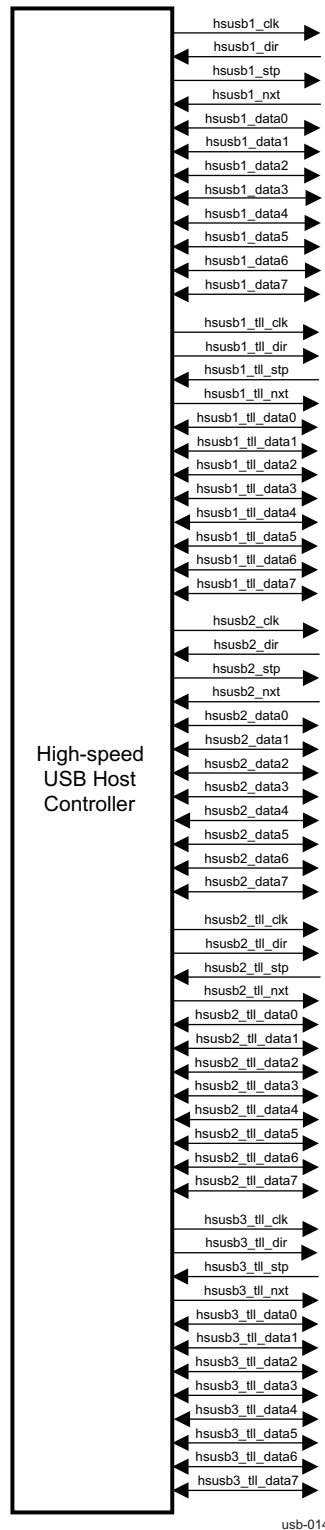 hsusb1_clk
hsusb1_dir
hsusb1_stp
hsusb1_nxt
hsusb1_data0
hsusb1_data1
hsusb1_data2
hsusb1_data3
hsusb1_data4
hsusb1_data5
hsusb1_data6
hsusb1_data7
hsusb1_tll_clk
hsusb1_tll_dir
hsusb1_tll_stp
hsusb1_tll_nxt
hsusb1_tll_data0
hsusb1_tll_data1
hsusb1_tll_data2
hsusb1_tll_data3
hsusb1_tll_data4
hsusb1_tll_data5
hsusb1_tll_data6
hsusb1_tll_data7
hsusb2_clk
hsusb2_dir
hsusb2_stp
hsusb2_nxt
hsusb2_data0
hsusb2_data1
High-speed
USB Host
Controller
hsusb2_data2
hsusb2_data3
hsusb2_data4
hsusb2_data5
hsusb2_data6
hsusb2_data7
hsusb2_tll_clk
hsusb2_tll_dir
hsusb2_tll_stp
hsusb2_tll_nxt
hsusb2_tll_data0
hsusb2_tll_data1
hsusb2_tll_data2
hsusb2_tll_data3
hsusb2_tll_data4
hsusb2_tll_data5
hsusb2_tll_data6
hsusb2_tll_data7
hsusb3_tll_clk
hsusb3_tll_dir
hsusb3_tll_stp
hsusb3_tll_nxt
hsusb3_tll_data0
hsusb3_tll_data1
hsusb3_tll_data2
hsusb3_tll_data3
hsusb3_tll_data4
hsusb3_tll_data5
hsusb3_tll_data6
hsusb3_tll_data7
usb-014